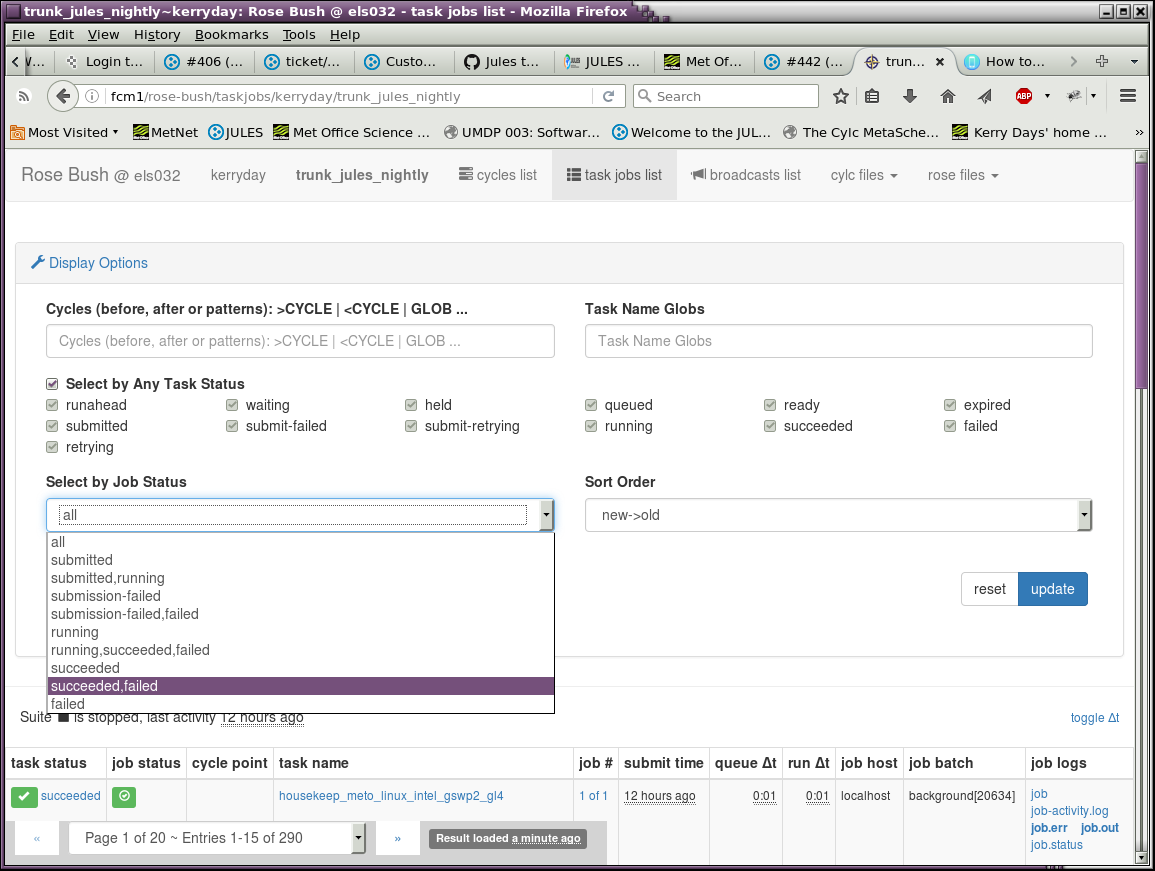 trunk_jules_nightly~kerryday: Rose Bush @ els032 - task jobs list - Mozilla Firefox
File Edit View History Bookmarks Tools Help
Login t... #406 (... ticket/... Custo... Jules t... JULES ... Met Of... #442 (... trun... How to...
fcm1/rose-bush/taskjobs/kerryday/trunk_jules_nightly Search ABP
Most Visited MetNet JULES Met Office Science ... UMDP 003: Softwar... Welcome to the JUL... The Cylc MetaSche... Kerry Days' home ... »
Rose Bush @ els032 kerryday trunk_jules_nightly cycles list task jobs list broadcasts list cylc files rose files
Display Options
Cycles (before, after or patterns): >CYCLE | <CYCLE | GLOB ... Task Name Globs
Cycles (before, after or patterns): >CYCLE | <CYCLE | GLOB ... Task Name Globs
Select by Any Task Status
runahead waiting held queued ready expired
submitted submit-failed submit-retrying running succeeded failed
retrying
Select by Job Status Sort Order
all new->old
all
submitted
submitted,running
submission-failed
reset update
submission-failed,failed
running
running,succeeded,failed
succeeded
succeeded,failed
failed
Suite is stopped, last activity 12 hours ago toggle Δt
task status job status cycle point task name job # submit time queue Δt run Δt job host job batch job logs
succeeded housekeep_meto_linux_intel_gswp2_gl4 1 of 1 12 hours ago 0:01 0:01 localhost background[20634] job
job-activity.log
job.err job.out
job.status
« Page 1 of 20 ~ Entries 1-15 of 290 » Result loaded a minute ago